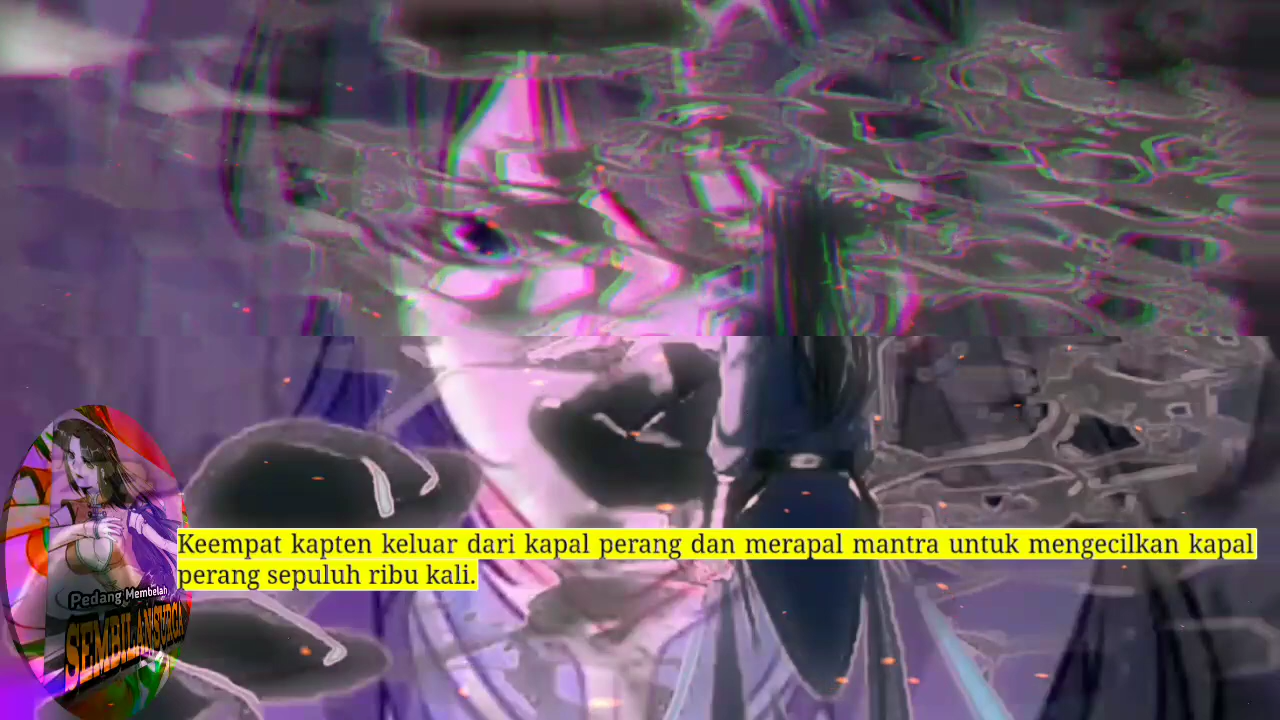 Keempat kapten keluar dari kapal perang dan merapal mantra untuk mengecilkan kapal
perang sepuluh ribu kali.
Pedang Membelah
SEMBILAN SURGA